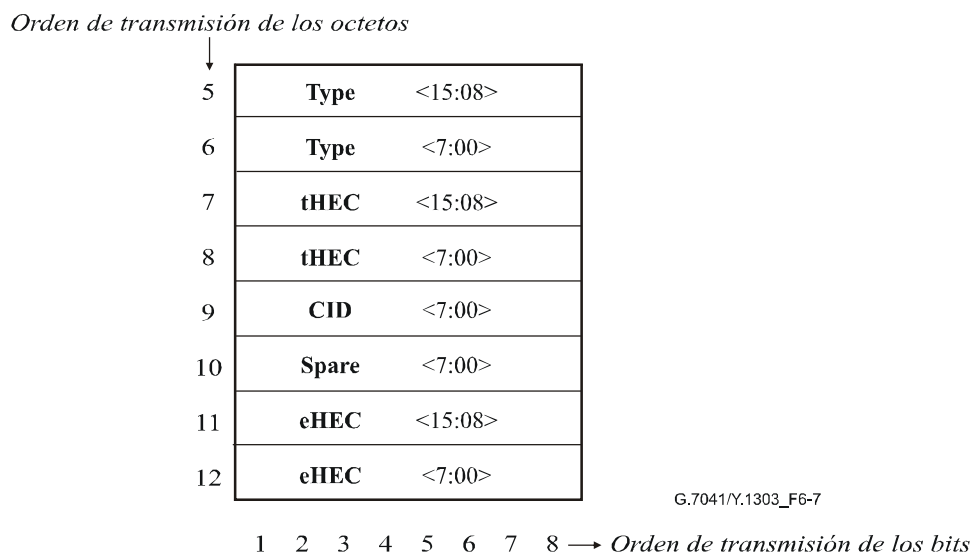 Orden de transmisión de los octetos
5 Type <15:08>
6 Type <7:00>
7 tHEC <15:08>
8 tHEC <7:00>
9 CID <7:00>
10 Spare <7:00>
11 eHEC <15:08>
12 eHEC <7:00>
G.7041/Y.1303_F6-7
1 2 3 4 5 6 7 8 → Orden de transmisión de los bits